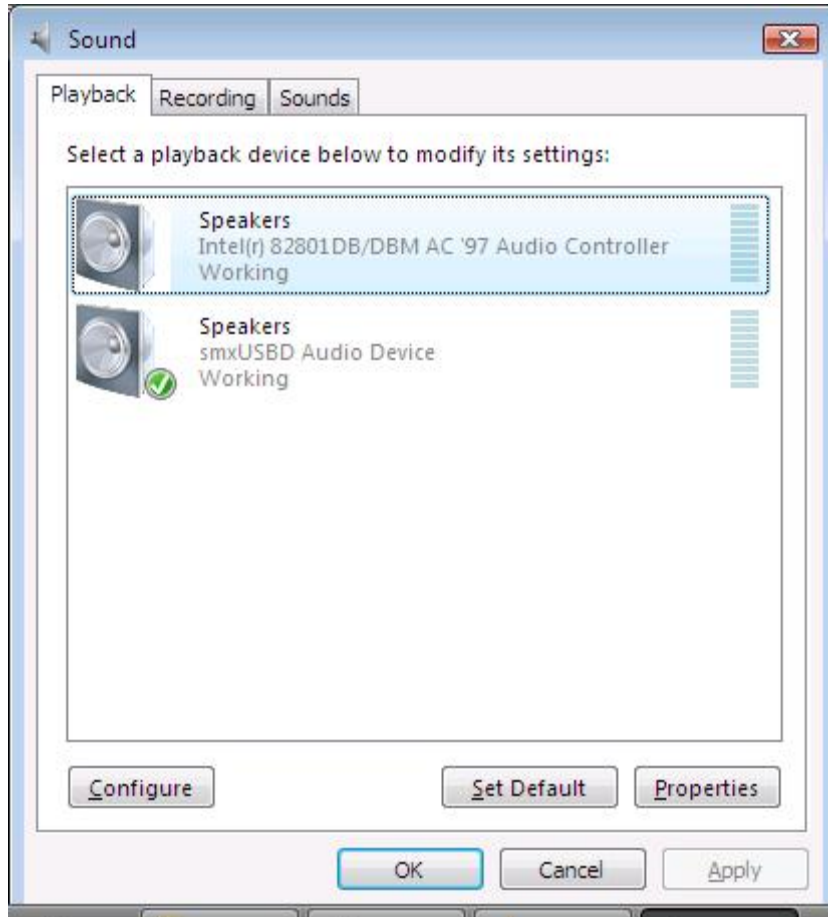 Sound
Playback Recording Sounds
Select a playback device below to modify its settings:
Speakers
Intel(r) 82801DB/DBM AC '97 Audio Controller
Working
Speakers
smxUSBD Audio Device
Working
Configure Set Default Properties
OK Cancel Apply